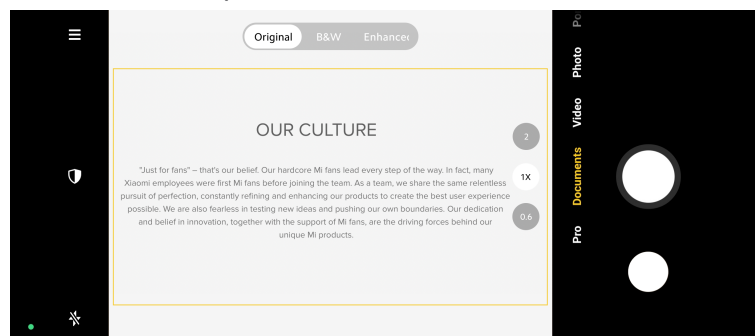 Original B&W Enhanced
OUR CULTURE
"Just for fans" – that's our belief. Our hardcore Mi fans lead every step of the way. In fact, many
Xiaomi employees were first Mi fans before joining the team. As a team, we share the same relentless
pursuit of perfection, constantly refining and enhancing our products to create the best user experience
possible. We are also fearless in testing new ideas and pushing our own boundaries. Our dedication
and belief in innovation, together with the support of Mi fans, are the driving forces behind our
unique Mi products.
2
1X
0.6
Po
Photo
Video
Documents
Pro